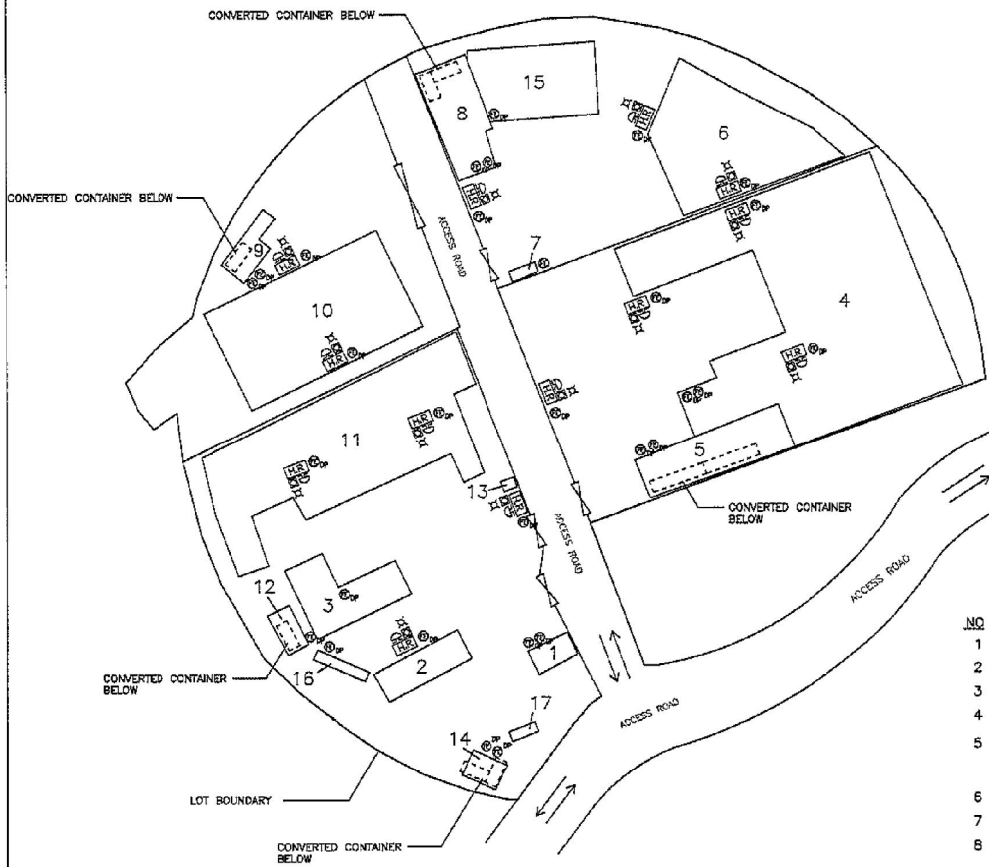 CONVERTED CONTAINER BELOW
15
8
6
CONVERTED CONTAINER BELOW
ACCESS ROAD
9
7
10
4
11
5
13
CONVERTED CONTAINER
BELOW
ACCESS ROAD
12
3
ACCESS ROAD
CONVERTED CONTAINER
BELOW
16
2
1
17
ACCESS ROAD
14
LOT BOUNDARY
CONVERTED CONTAINER
BELOW
NO
1
2
3
4
5
6
7
8
H.R
H.R
H.R
H.R
H.R
H.R
H.R
H.R
H.R
H.R
H.R
H.R
H.R
FE
DP